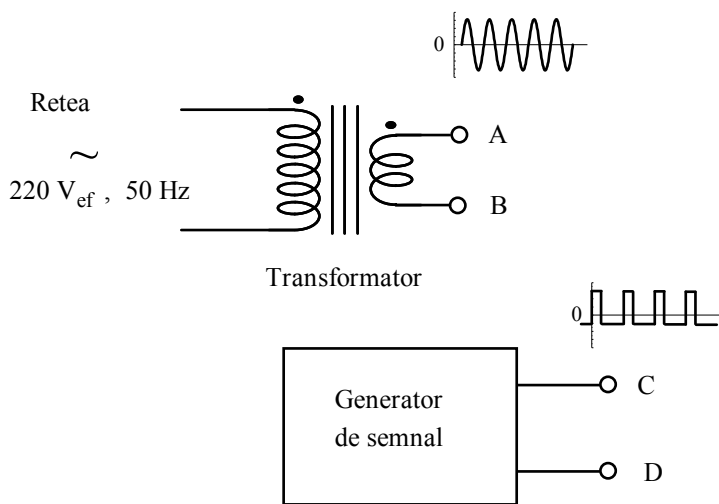 0
Retea
~
A
220 V_ef , 50 Hz
B
Transformator
0
Generator
de semnal
C
D